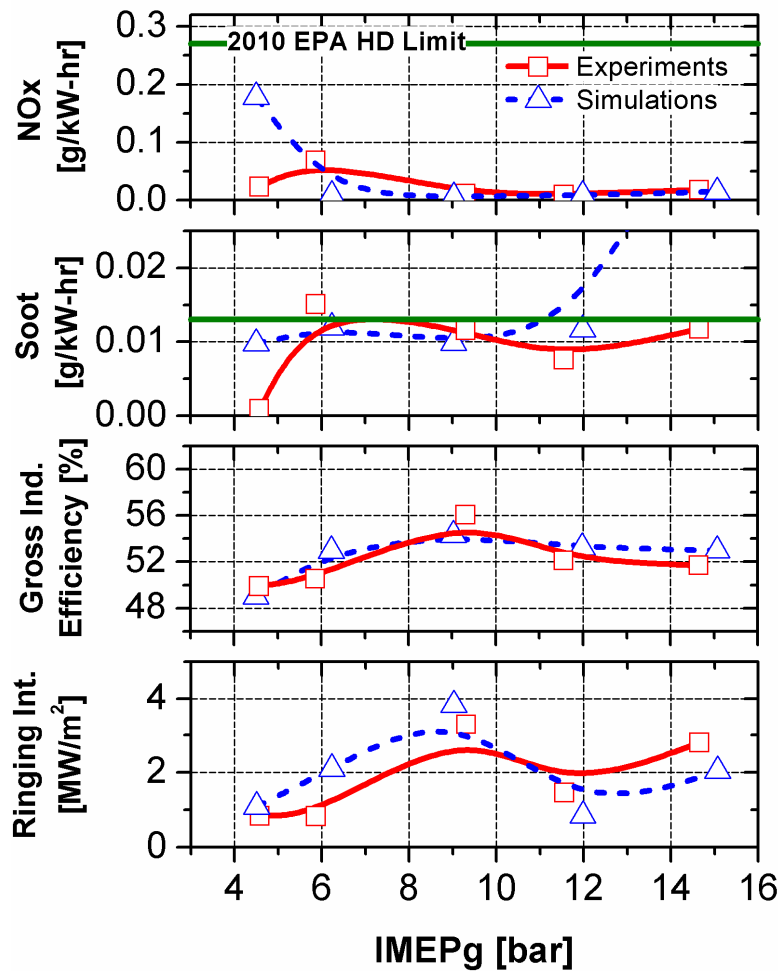 2010 EPA HD Limit
Experiments
Simulations
NOx
[g/kW-hr]
0.3
0.2
0.1
0.0
Soot
[g/kW-hr]
0.02
0.01
0.00
Gross Ind.
Efficiency [%]
60
56
52
48
Ringing Int.
[MW/m²]
4
2
0
4 6 8 10 12 14 16
IMEPg [bar]